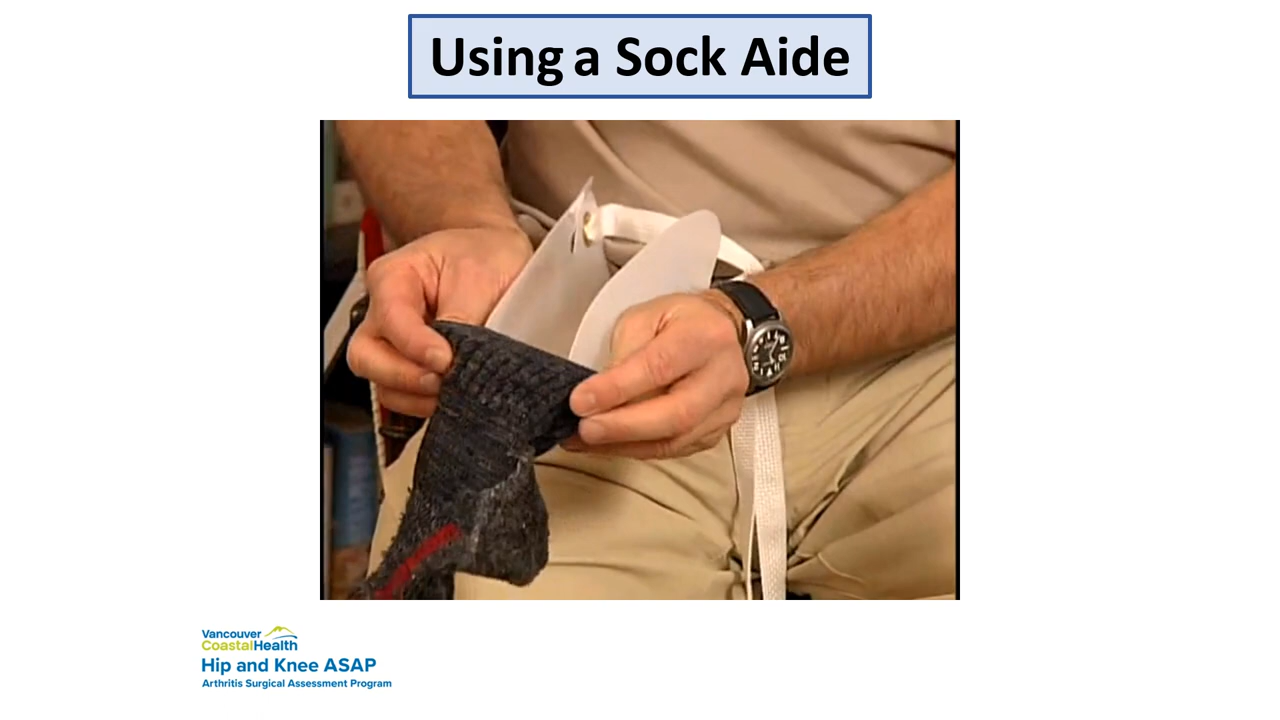 Using a Sock Aide
Vancouver
CoastalHealth
Hip and Knee ASAP
Arthritis Surgical Assessment Program